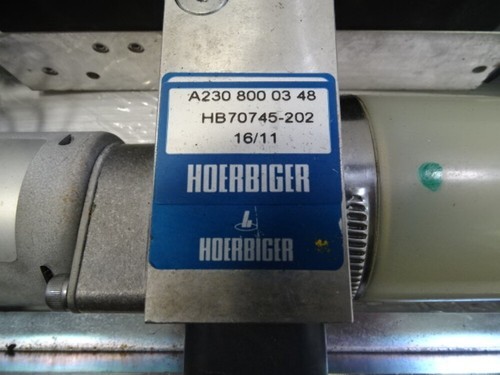 A230 800 03 48
HB70745-202
16/11
HOERBIGER
HOERBIGER